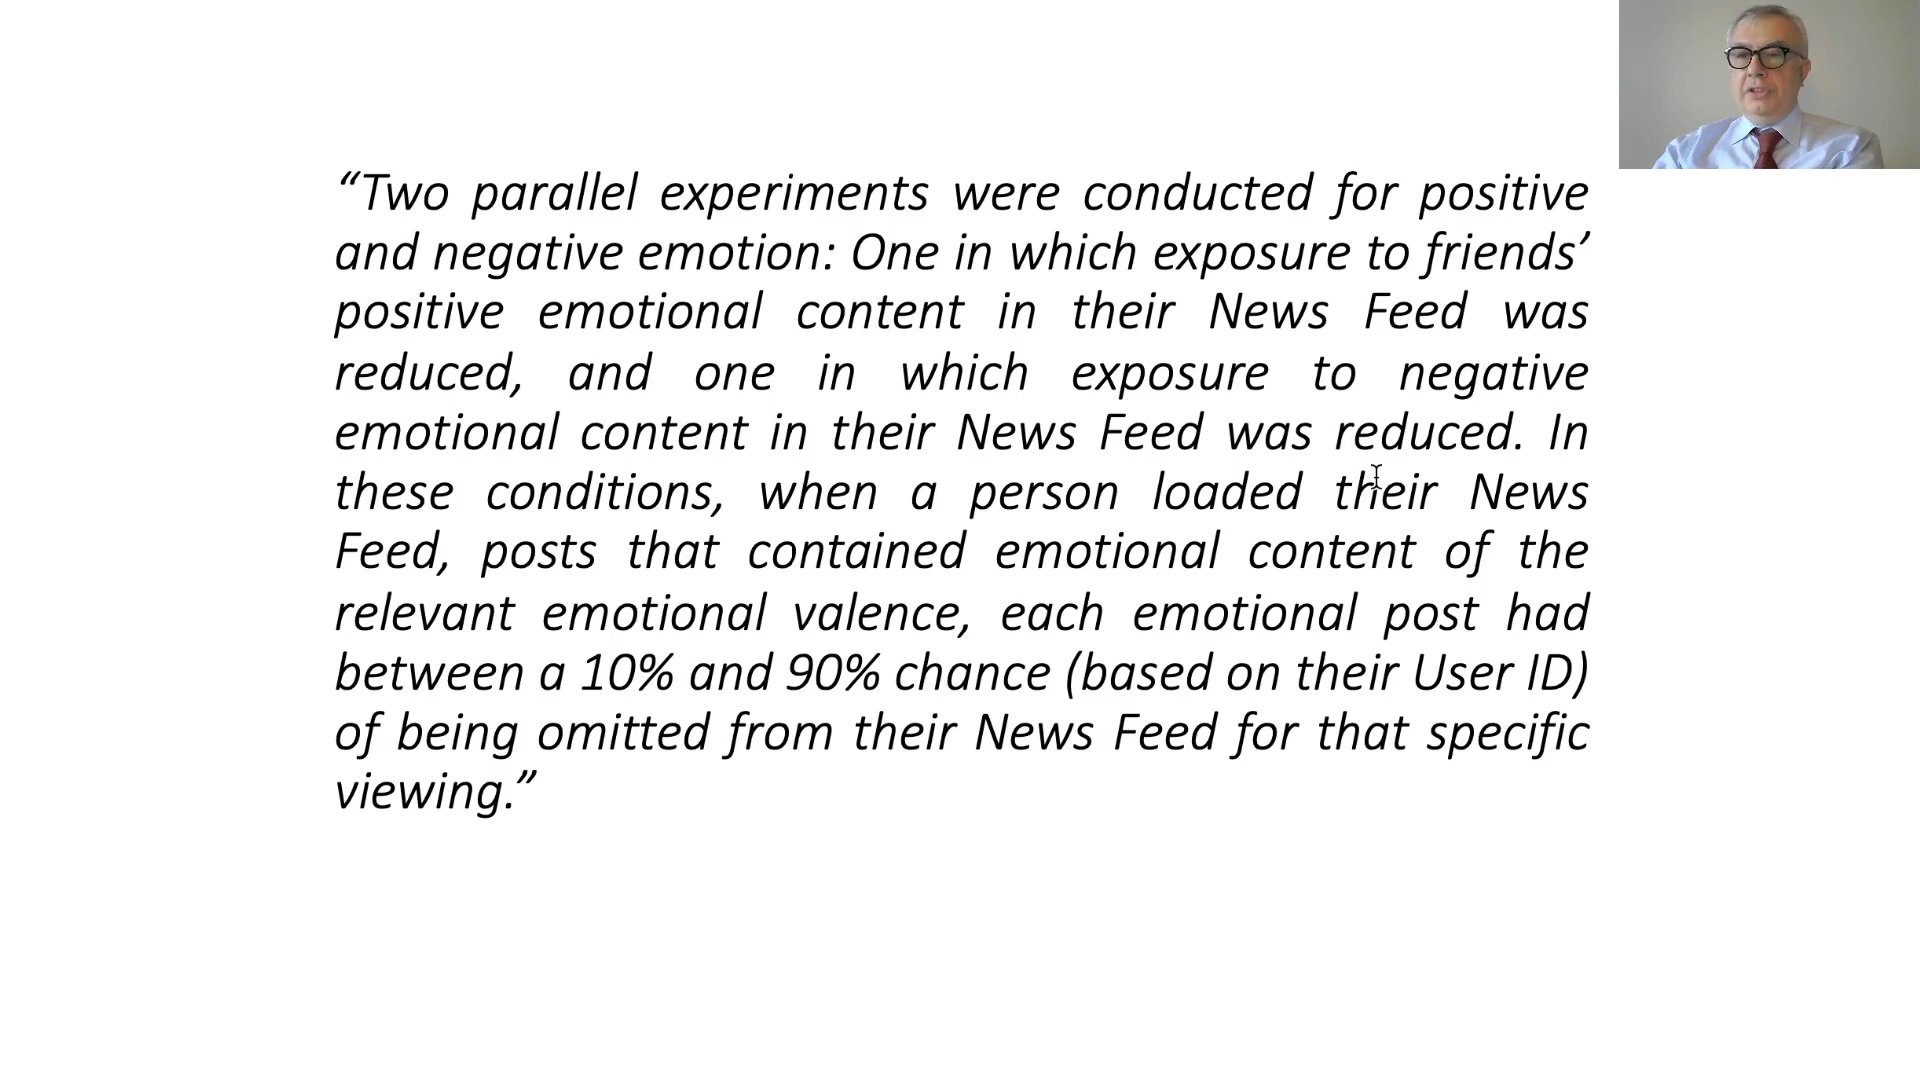 “Two parallel experiments were conducted for positive
and negative emotion: One in which exposure to friends’
positive emotional content in their News Feed was
reduced, and one in which exposure to negative
emotional content in their News Feed was reduced. In
these conditions, when a person loaded their News
Feed, posts that contained emotional content of the
relevant emotional valence, each emotional post had
between a 10% and 90% chance (based on their User ID)
of being omitted from their News Feed for that specific
viewing.”